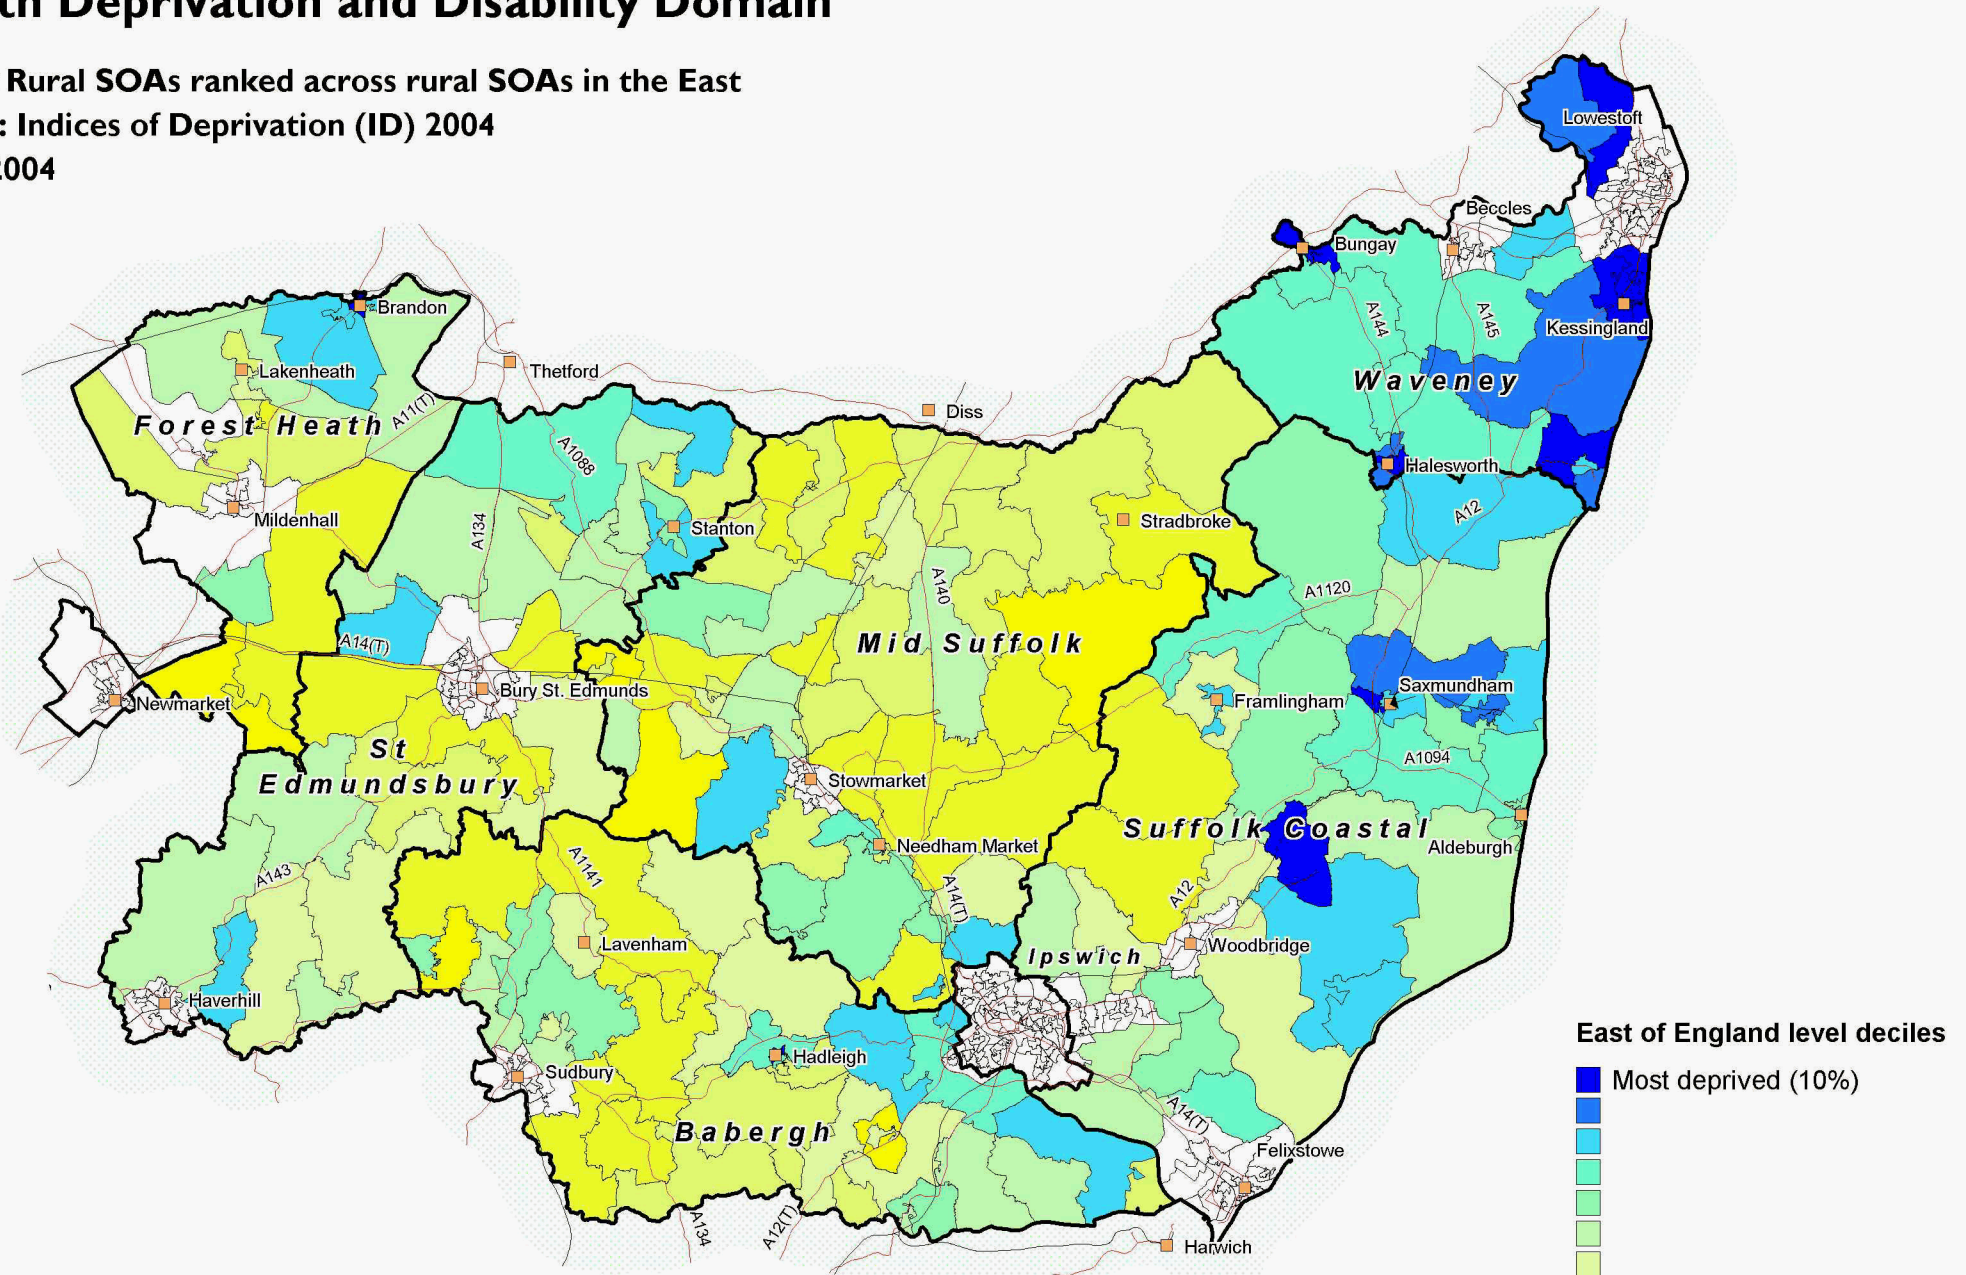 th Deprivation and Disability Domain
Rural SOAs ranked across rural SOAs in the East
: Indices of Deprivation (ID) 2004
2004
Lowestoft
Beccles
Bungay
Brandon
A144
A145
Kessingland
Lakenheath
Thetford
Waveney
Diss
Forest Heath
A11(T)
A1088
Halesworth
Mildenhall
A134
Stanton
Stradbroke
A12
A140
A1120
A14(T)
Mid Suffolk
Newmarket
Bury St. Edmunds
Framlingham
Saxmundham
St
Edmundsbury
A1094
Stowmarket
Suffolk Coastal
Needham Market
Aldeburgh
A143
A1141
A14(T)
A12
Lavenham
Ipswich
Woodbridge
Haverhill
East of England level deciles
Hadleigh
Sudbury
Most deprived (10%)
A14(T)
Babergh
Felixstowe
A134
A12(T)
Harwich